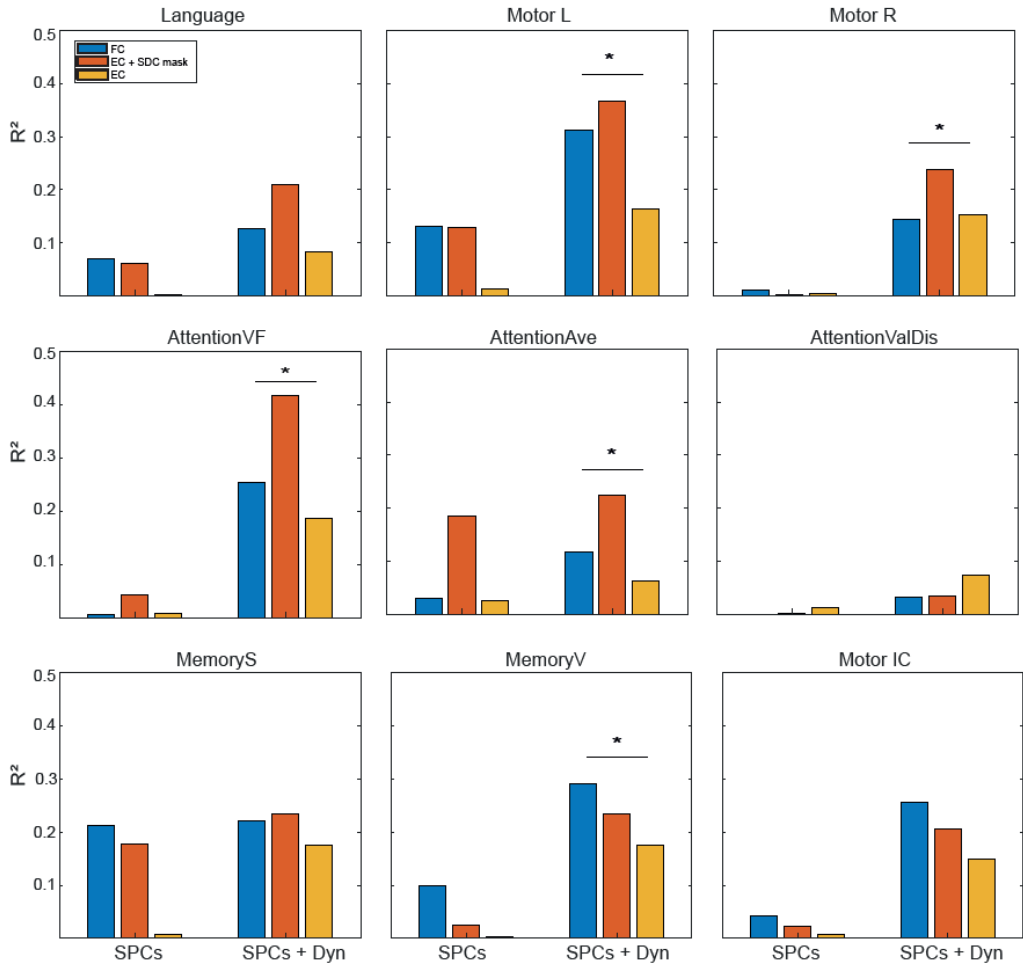 Language
Motor L
Motor R
0.5
0.4
0.3
0.2
0.1
R²
FC
EC + SDC mask
EC
*
*
AttentionVF
AttentionAve
AttentionValDis
0.5
0.4
0.3
0.2
0.1
R²
*
*
MemoryS
MemoryV
Motor IC
0.5
0.4
0.3
0.2
0.1
R²
*
SPCs
SPCs + Dyn
SPCs
SPCs + Dyn
SPCs
SPCs + Dyn